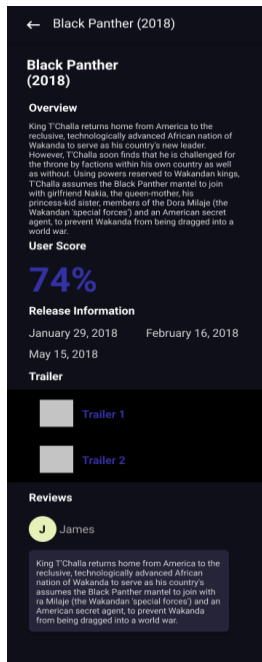 ← Black Panther (2018)
Black Panther
(2018)
Overview
King T'Challa returns home from America to the
reclusive, technologically advanced African nation of
Wakanda to serve as his country's new leader.
However, T'Challa soon finds that he is challenged for
the throne by factions within his own country as well
as without. Using powers reserved to Wakandan kings,
T'Challa assumes the Black Panther mantel to join
with girlfriend Nakia, the queen-mother, his
princess-kid sister, members of the Dora Milaje (the
Wakandan 'special forces') and an American secret
agent, to prevent Wakanda from being dragged into a
world war.
User Score
74%
Release Information
January 29, 2018 February 16, 2018
May 15, 2018
Trailer
Trailer 1
Trailer 2
Reviews
J James
King T'Challa returns home from America to the
reclusive, technologically advanced African
nation of Wakanda to serve as his country's
assumes the Black Panther mantel to join with
ra Milaje (the Wakandan 'special forces') and an
American secret agent, to prevent Wakanda
from being dragged into a world war.